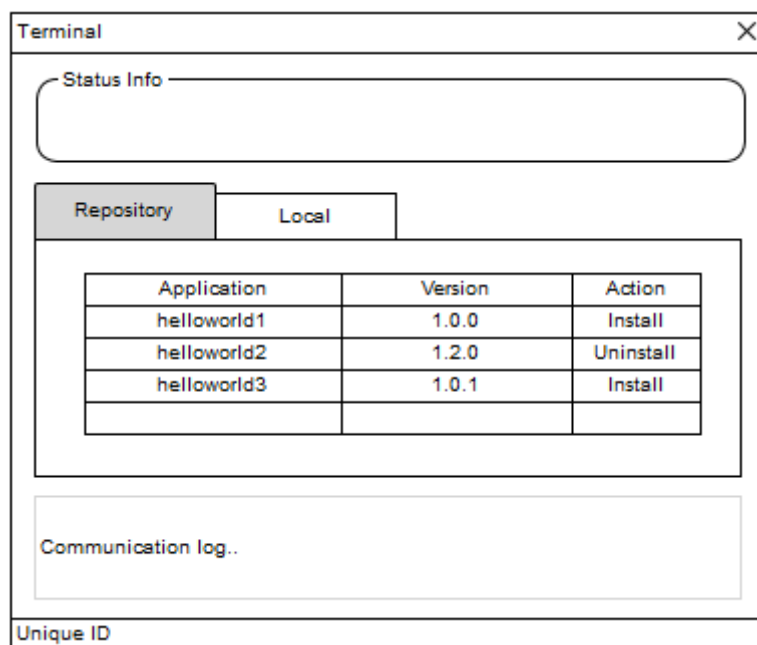 Terminal
Status Info
Repository
Local
Application Version Action
helloworld1 1.0.0 Install
helloworld2 1.2.0 Uninstall
helloworld3 1.0.1 Install
Communication log..
Unique ID